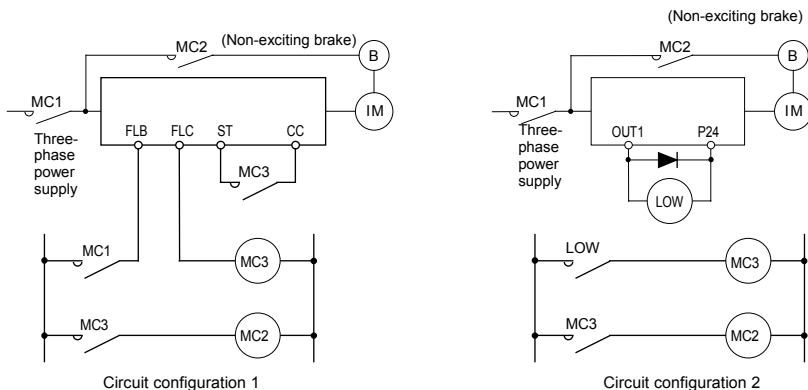 (Non-exciting brake)
MC2
B
MC1
IM
FLB FLC ST CC
Three-
phase
power
supply
MC3
MC1
MC3
MC3
MC2
Circuit configuration 1
(Non-exciting brake)
MC2
B
MC1
IM
OUT1 P24
Three-
phase
power
supply
LOW
LOW
MC3
MC3
MC2
Circuit configuration 2